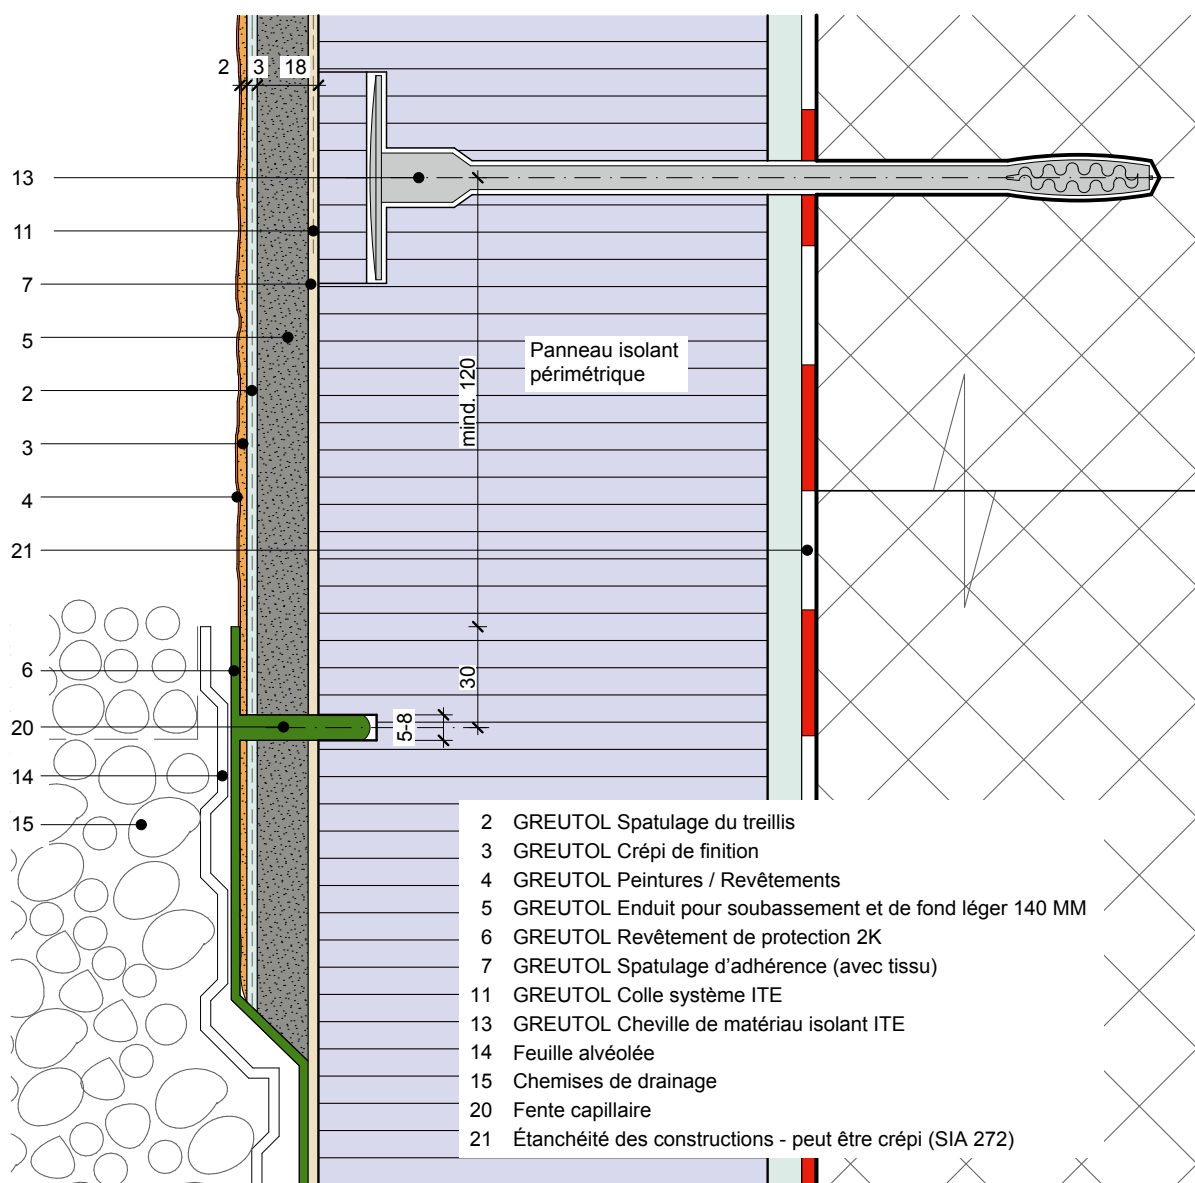 2 3 18
13
11
7
5
2
3
4
21
6
20
14
15
Panneau isolant
périmétrique
mind. 120
30
5-8
2 GREUTOL Spatulage du treillis
3 GREUTOL Crépi de finition
4 GREUTOL Peintures / Revêtements
5 GREUTOL Enduit pour soubassement et de fond léger 140 MM
6 GREUTOL Revêtement de protection 2K
7 GREUTOL Spatulage d'adhérence (avec tissu)
11 GREUTOL Colle système ITE
13 GREUTOL Cheville de matériau isolant ITE
14 Feuille alvéolée
15 Chemises de drainage
20 Fente capillaire
21 Étanchéité des constructions - peut être crépi (SIA 272)